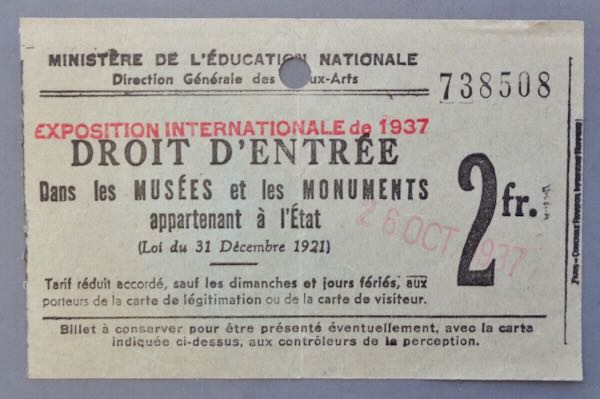 MINISTÈRE DE L'ÉDUCATION NATIONALE
Direction Générale des ux-Arts
738508
EXPOSITION INTERNATIONALE de 1937
DROIT D'ENTRÉE
Dans les MUSÉES et les MONUMENTS
appartenant à l'État
(Loi du 31 Décembre 1921)
2 fr.
26 OCT 1937
Tarif réduit accordé, sauf les dimanches et jours fériés, aux
porteurs de la carte de légitimation ou de la carte de visiteur.
Billet à conserver pour être présenté éventuellement, avec la carte
indiquée ci-dessus, aux contrôleurs de la perception.